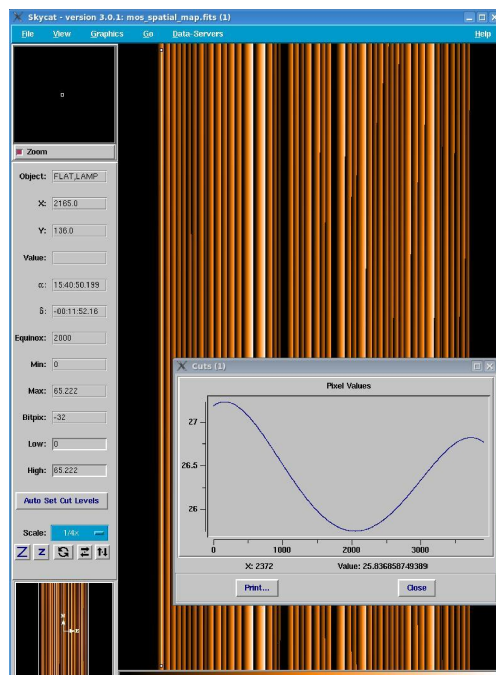 Skycat - version 3.0.1: mos_spatial_map.fits (1)
File View Graphics Go Data-Servers Help
Zoom
Object: FLAT,LAMP
X: 2165.0
Y: 136.0
Value:
α: 15:40:50.199
δ: -00:11:52.16
Equinox: 2000
Min: 0
Max: 65.222
Bitpix: -32
Low: 0
High: 65.222
Auto Set Cut Levels
Scale: 1/4x
Z z
Cuts (1)
Pixel Values
27
26.5
26
0 1000 2000 3000
X: 2372 Value: 25.836858749389
Print... Close
N
E